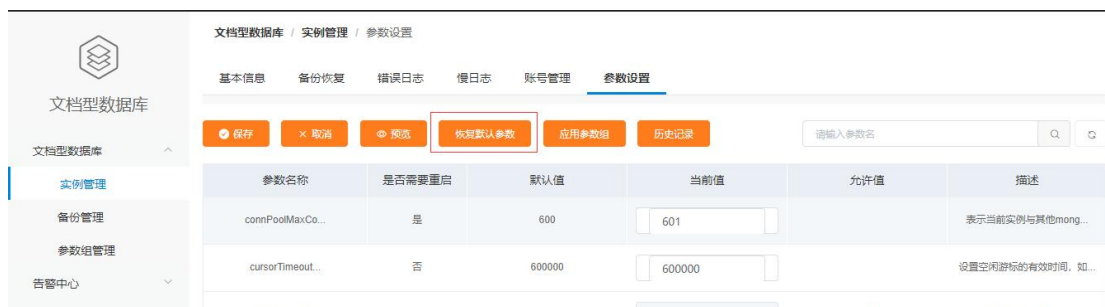 文档型数据库 / 实例管理 / 参数设置
基本信息 备份恢复 错误日志 慢日志 账号管理 参数设置
文档型数据库
保存 取消 预览 恢复默认参数 应用参数组 历史记录 请输入参数名
文档型数据库
实例管理
备份管理
参数组管理
告警中心
参数名称 是否需要重启 默认值 当前值 允许值 描述
connPoolMaxCo... 是 600 601 表示当前实例与其他mong...
cursorTimeout... 否 600000 600000 设置空闲游标的有效时间，如...